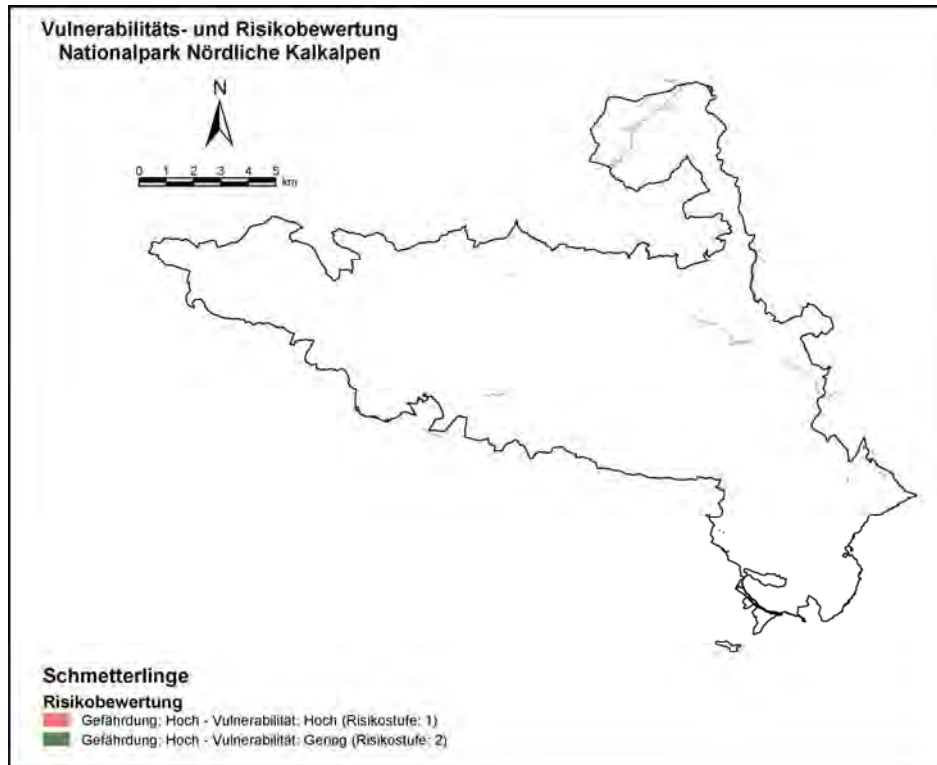 Vulnerabilitäts- und Risikobewertung
Nationalpark Nördliche Kalkalpen
N
0 1 2 3 4 5
km
Schmetterlinge
Risikobewertung
Gefährdung: Hoch - Vulnerabilität: Hoch (Risikostufe: 1)
Gefährdung: Hoch - Vulnerabilität: Gering (Risikostufe: 2)